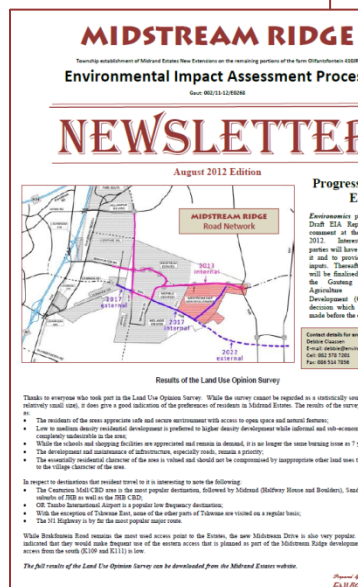 MIDSTREAM RIDGE
Township establishment of Midrand Estates New Extensions on the remaining portions of the farm Olifantsfontein
Environmental Impact Assessment Proce
Gaut: 002/11-12/E0260
NEWSLETTER
August 2012 Edition
Progress
E
MIDSTREAM RIDGE
Road Network
2013
internal
2017
external
2017
internal
2022
external
Environomics p
Draft EIA Rep
comment at the
2012. Interes
parties will have
it and to provi
inputs. Thereaft
will be finalised
the Gauteng
Agriculture
Development (
decision which
made before the
Contact details for
Debbie Claassen
E-mail: debbie@envir
Cell: 082 578 7201
Fax: 086 514 7856
Results of the Land Use Opinion Survey
Thanks to everyone who took part in the Land Use Opinion Survey. While the survey cannot be regarded as a statistically sou
relatively small size), it does give a good indication of the preferences of residents in Midrand Estates. The results of the survey
as:
• The residents of the area appreciate safe and secure environment with access to open space and natural features;
• Low to medium density residential development is preferred to higher density development while informal and sub-econom
completely undesirable in the area;
• While the schools and shopping facilities are appreciated and remain in demand, it is no longer the same burning issue as 7 y
• The development and maintenance of infrastructure, especially roads, remain a priority;
• The essentially residential character of the area is valued and should not be compromised by inappropriate other land uses t
to the village character of the area.
In respect to destinations that resident travel to it is interesting to note the following:
• The Centurion Mall/CBD area is the most popular destination, followed by Midrand (Halfway House and Boulders), Sand
suburbs of JHB as well as the JHB CBD;
• OR Tambo International Airport is a popular low frequency destination;
• With the exception of Tshwane East, none of the other parts of Tswane are visited on a regular basis;
• The N1 Highway is by far the most popular major route.
While Brakfontein Road remains the most used access point to the Estates, the new Midstream Drive is also very popular.
indicated that they would make frequent use of the eastern access that is planned as part of the Midstream Ridge developmen
access from the south (K109 and K111) is low.
The full results of the Land Use Opinion Survey can be downloaded from the Midrand Estates website.